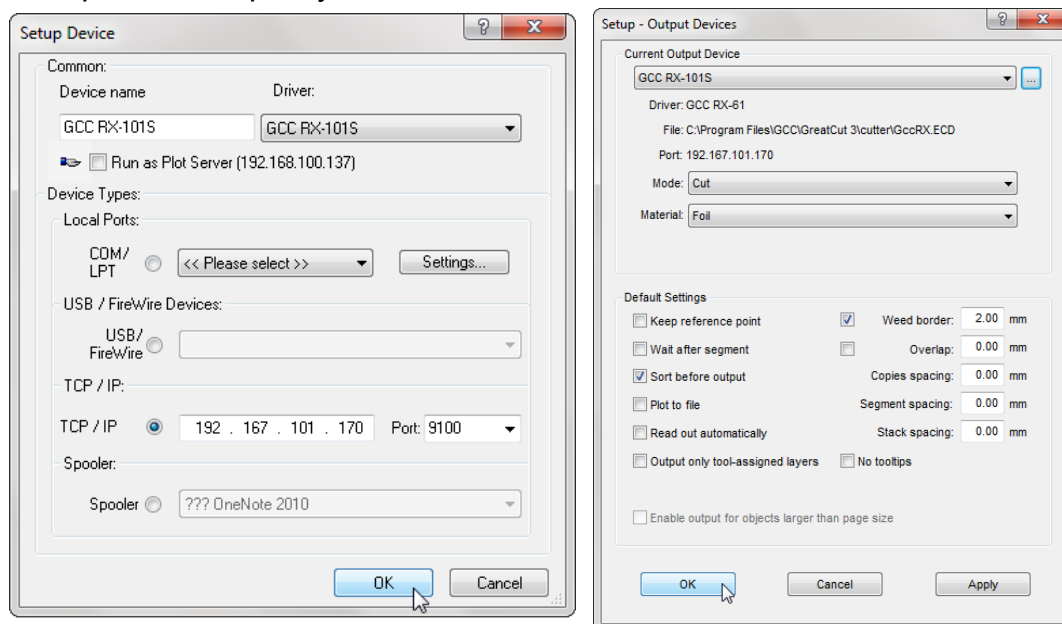 Setup Device
Common:
Device name
Driver:
GCC RX-101S
GCC RX-101S
Run as Plot Server (192.168.100.137)
Device Types:
Local Ports:
COM/
LPT
<< Please select >>
Settings...
USB / FireWire Devices:
USB/
FireWire
TCP / IP:
TCP / IP
192 . 167 . 101 . 170
Port: 9100
Spooler:
Spooler
??? OneNote 2010
OK
Cancel
Setup - Output Devices
Current Output Device
GCC RX-101S
...
Driver: GCC RX-61
File: C:\Program Files\GCC\GreatCut 3\cutter\GccRX.ECD
Port: 192.167.101.170
Mode: Cut
Material: Foil
Default Settings
Keep reference point
Weed border: 2.00 mm
Wait after segment
Overlap: 0.00 mm
Sort before output
Copies spacing: 0.00 mm
Plot to file
Segment spacing: 0.00 mm
Read out automatically
Stack spacing: 0.00 mm
Output only tool-assigned layers
No tooltips
Enable output for objects larger than page size
OK
Cancel
Apply